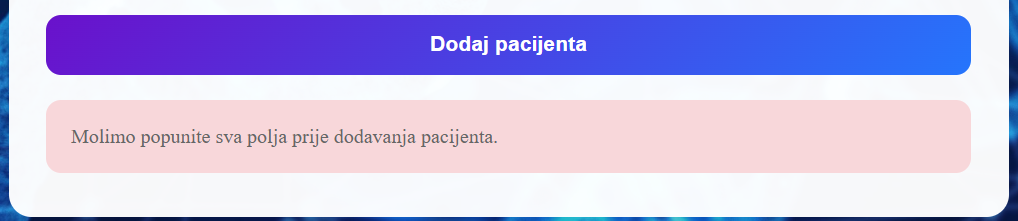 Dodaj pacijenta
Molimo popunite sva polja prije dodavanja pacijenta.